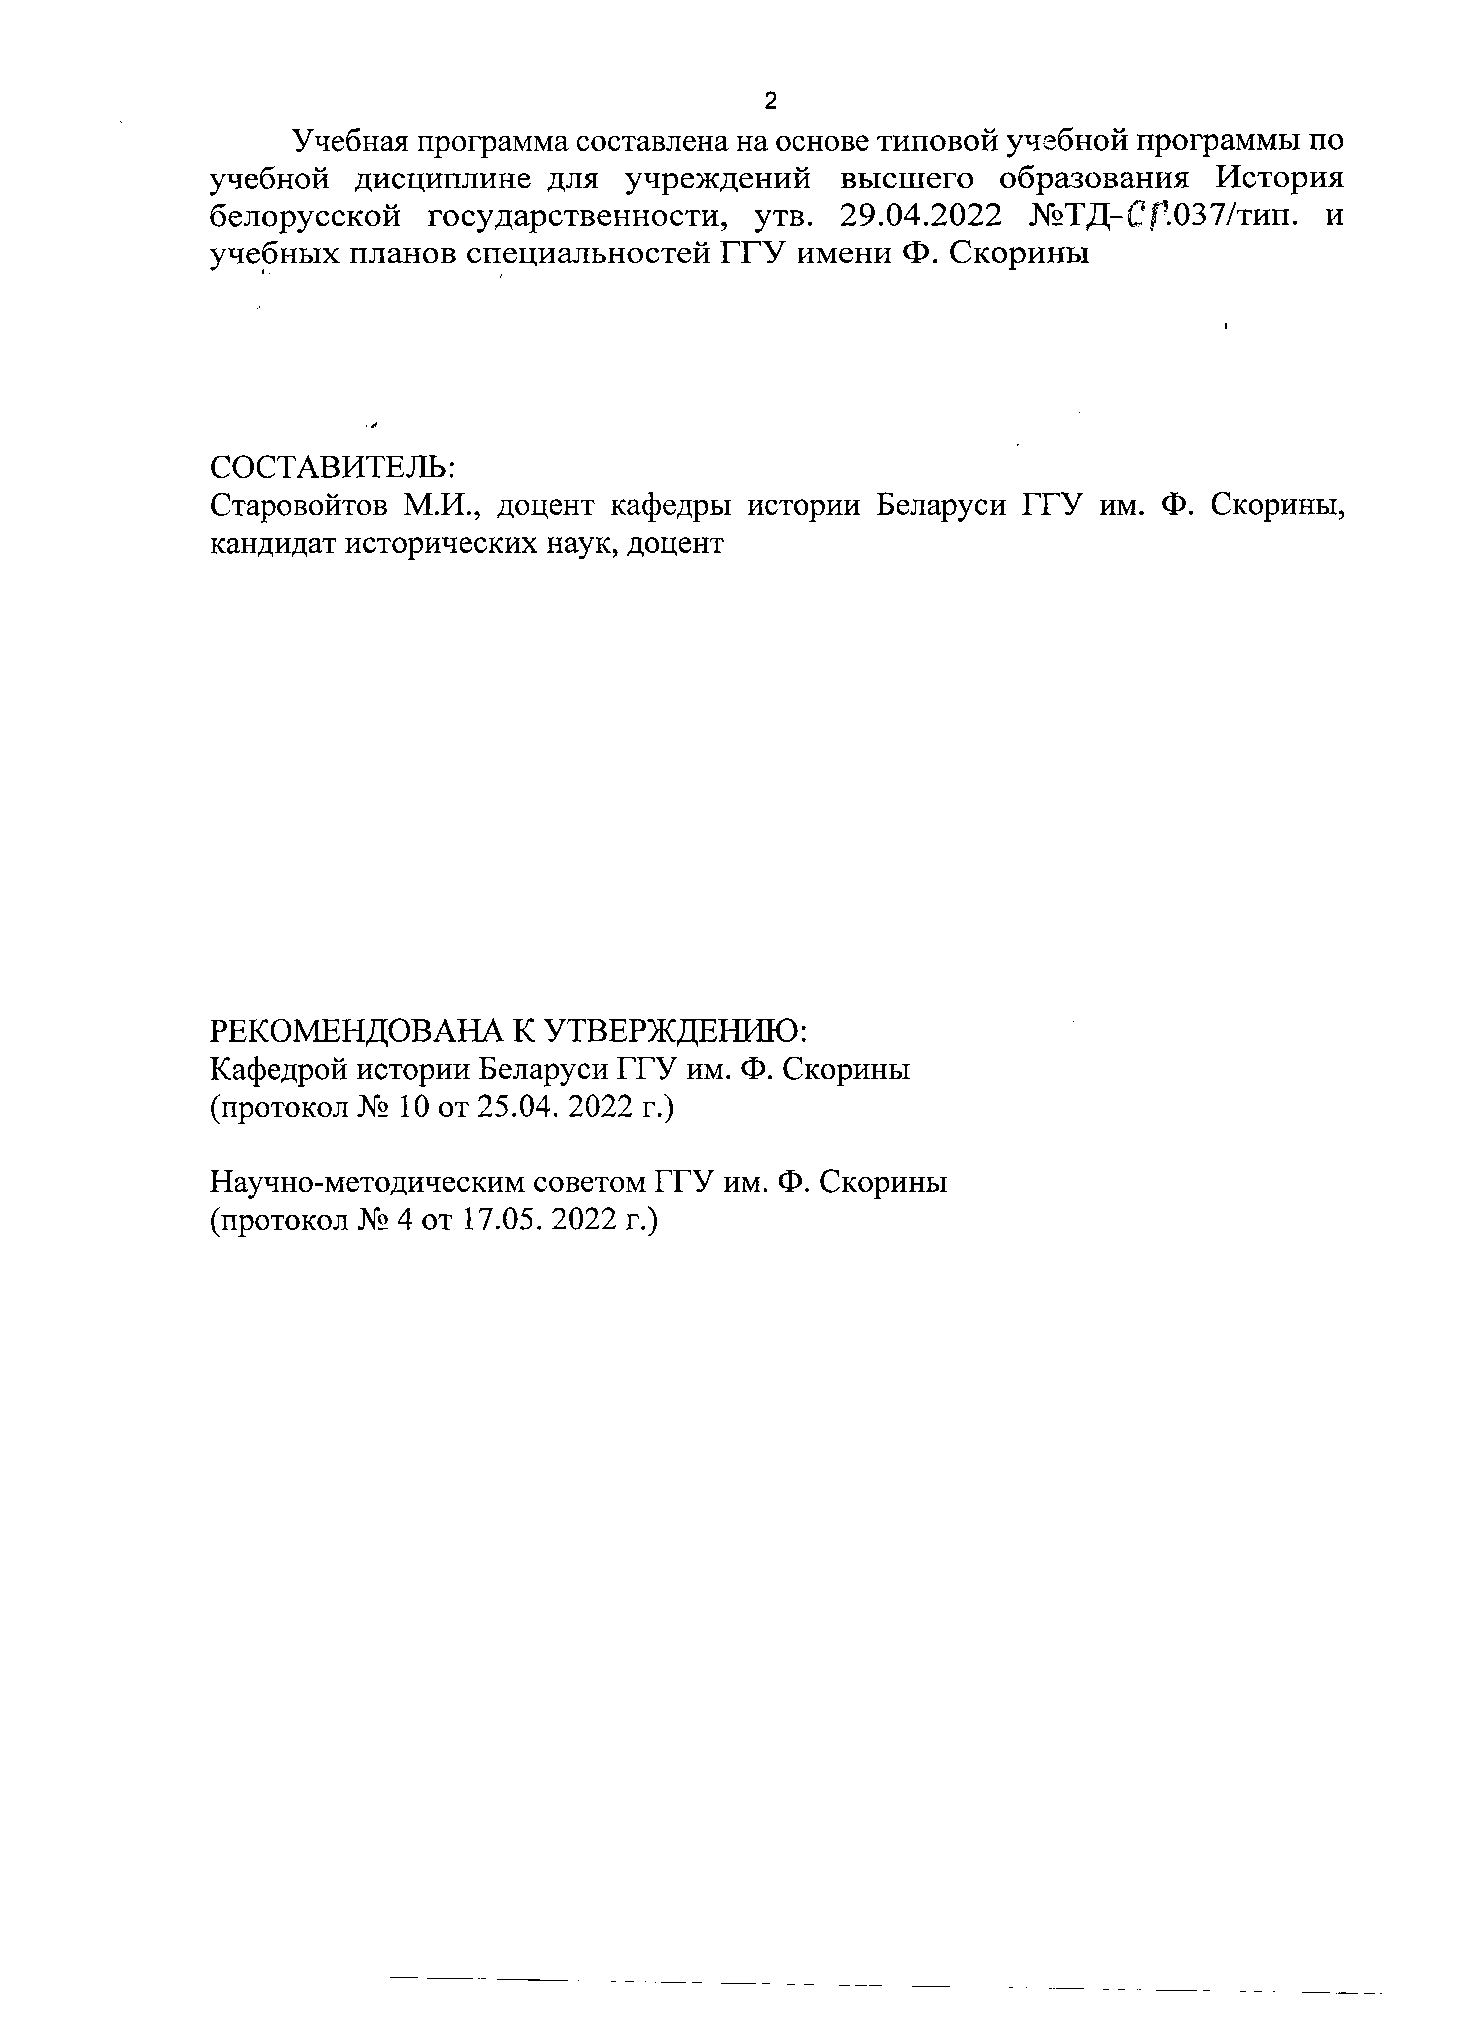 2
Учебная программа составлена на основе типовой учебной программы по
учебной дисциплине для учреждений высшего образования История
белорусской государственности, утв. 29.04.2022 №ТД-СГ.037/тип. и
учебных планов специальностей ГГУ имени Ф. Скорины
СОСТАВИТЕЛЬ:
Старовойтов М.И., доцент кафедры истории Беларуси ГГУ им. Ф. Скорины,
кандидат исторических наук, доцент
РЕКОМЕНДОВАНА К УТВЕРЖДЕНИЮ:
Кафедрой истории Беларуси ГГУ им. Ф. Скорины
(протокол № 10 от 25.04. 2022 г.)
Научно-методическим советом ГГУ им. Ф. Скорины
(протокол № 4 от 17.05. 2022 г.)